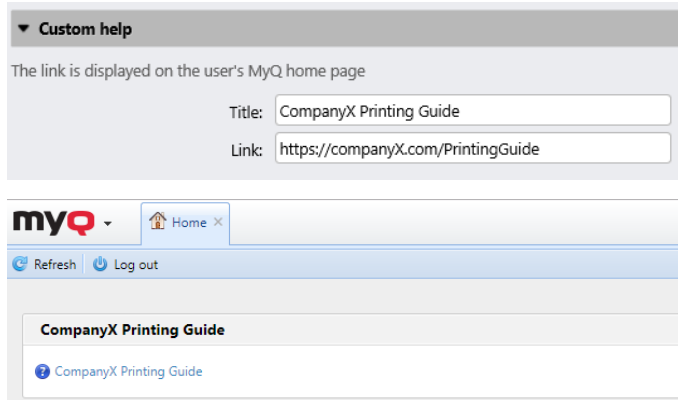 Custom help
The link is displayed on the user's MyQ home page
Title: CompanyX Printing Guide
Link: https://companyX.com/PrintingGuide
myQ Home
Refresh Log out
CompanyX Printing Guide
CompanyX Printing Guide